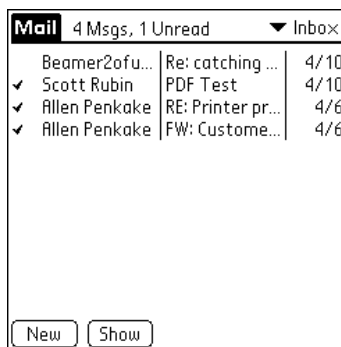 Mail 4 Msgs, 1 Unread Inbox
Beamer2ofu... Re: catching ... 4/10
✔ Scott Rubin PDF Test 4/10
✔ Allen Penkake RE: Printer pr... 4/6
✔ Allen Penkake FW: Custome... 4/6
New Show